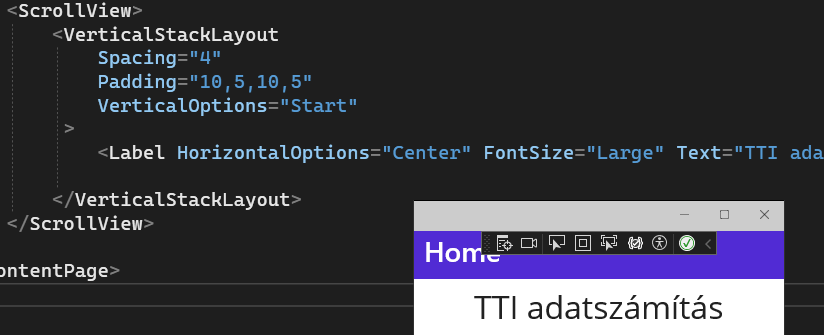 <ScrollView>
<VerticalStackLayout
Spacing="4"
Padding="10,5,10,5"
VerticalOptions="Start"
>
<Label HorizontalOptions="Center" FontSize="Large" Text="TTI
</VerticalStackLayout>
</ScrollView>
Home
ontentPage>
TTI adatszámítás